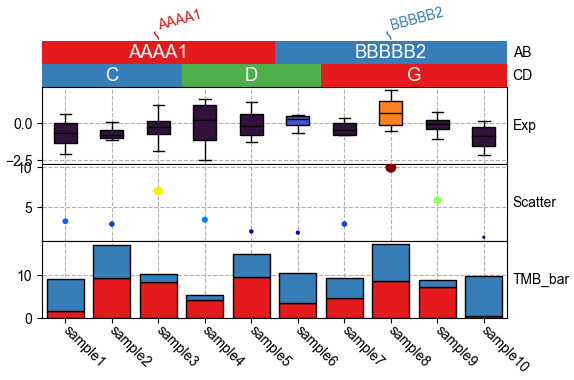 AAAA1
BBBBB2
AAAA1 BBBBB2 AB
C D G CD
0.0
−2.5
Exp
10
5
Scatter
10
0
TMB_bar
sample1 sample2 sample3 sample4 sample5 sample6 sample7 sample8 sample9 sample10